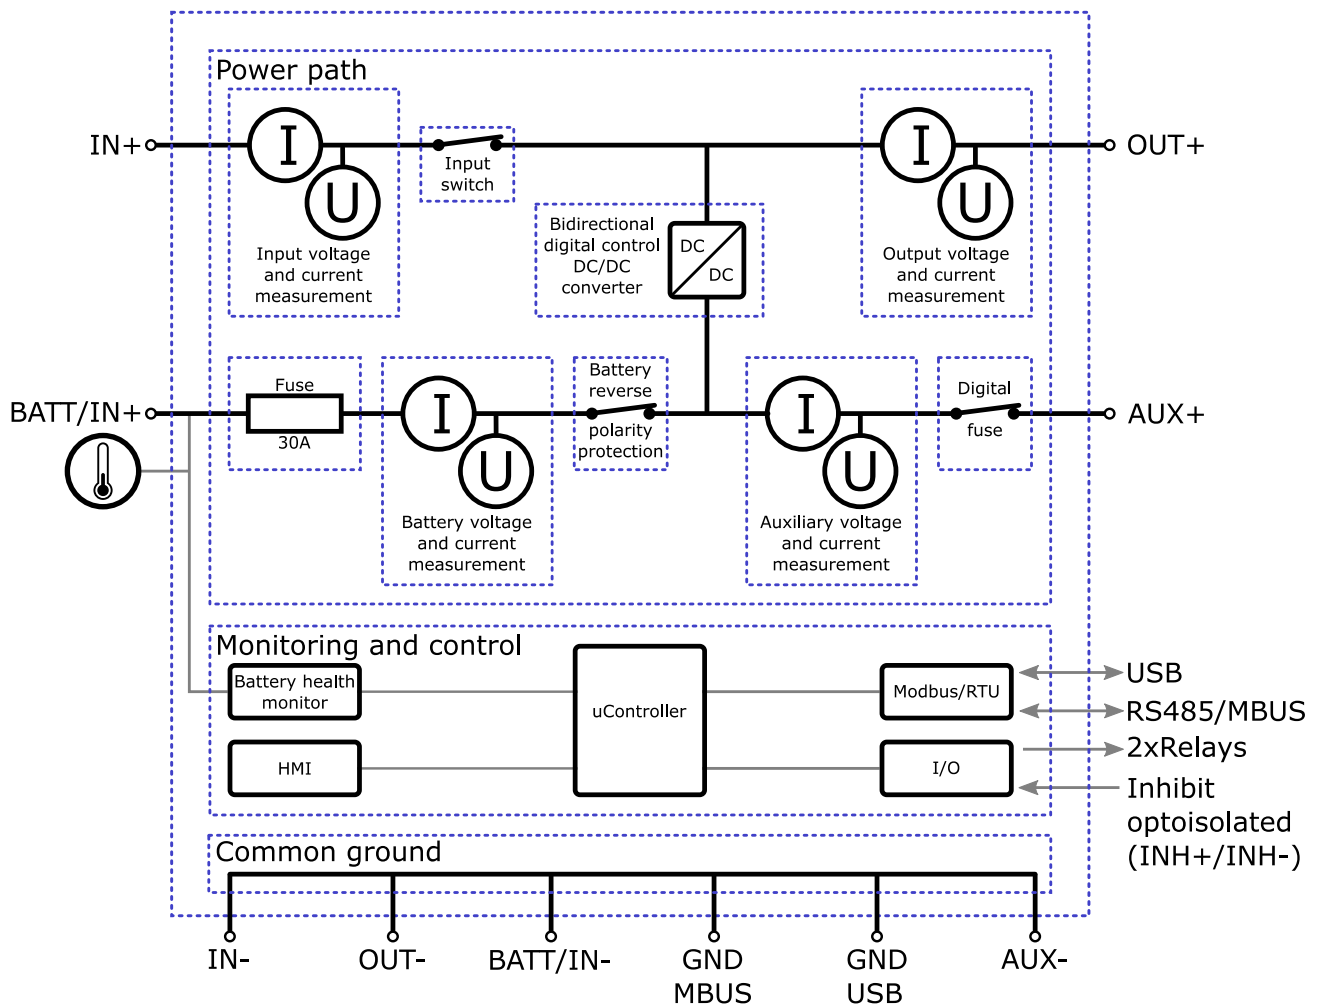 Power path
IN+
I
U
Input voltage
and current
measurement
Input
switch
Bidirectional
digital control
DC/DC
converter
DC
DC
I
U
Output voltage
and current
measurement
OUT+
BATT/IN+
Fuse
30A
I
U
Battery voltage
and current
measurement
Battery
reverse
polarity
protection
I
U
Auxiliary voltage
and current
measurement
Digital
fuse
AUX+
Monitoring and control
Battery health
monitor
HMI
uController
Modbus/RTU
I/O
USB
RS485/MBUS
2xRelays
Inhibit
optoisolated
(INH+/INH-)
Common ground
IN-
OUT-
BATT/IN-
GND
MBUS
GND
USB
AUX-